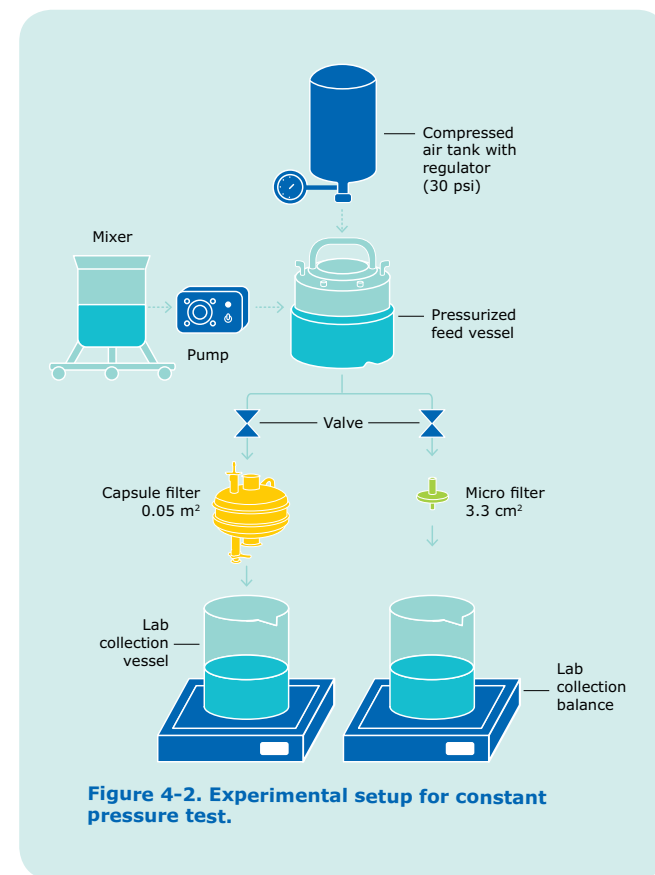 Compressed
air tank with
regulator
(30 psi)
Mixer
Pressurized
feed vessel
Pump
Valve
Capsule filter
0.05 m²
Micro filter
3.3 cm²
Lab
collection
vessel
Lab
collection
balance
Figure 4-2. Experimental setup for constant
pressure test.